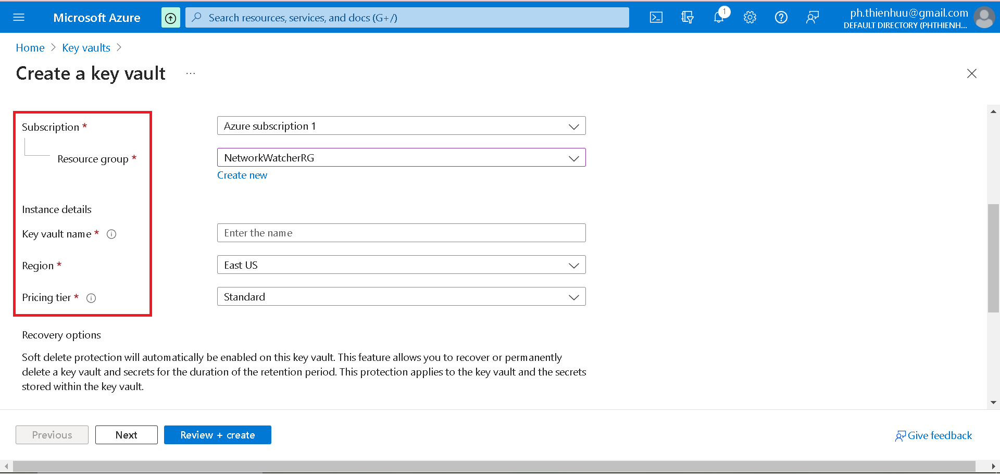 Microsoft Azure
Search resources, services, and docs (G+/)
1
ph.thienhuu@gmail.com
DEFAULT DIRECTORY (PHTHIENH...
Home > Key vaults >
Create a key vault ...
Subscription *
Azure subscription 1
Resource group *
NetworkWatcherRG
Create new
Instance details
Key vault name *
Enter the name
Region *
East US
Pricing tier *
Standard
Recovery options
Soft delete protection will automatically be enabled on this key vault. This feature allows you to recover or permanently
delete a key vault and secrets for the duration of the retention period. This protection applies to the key vault and the secrets
stored within the key vault.
Previous
Next
Review + create
Give feedback